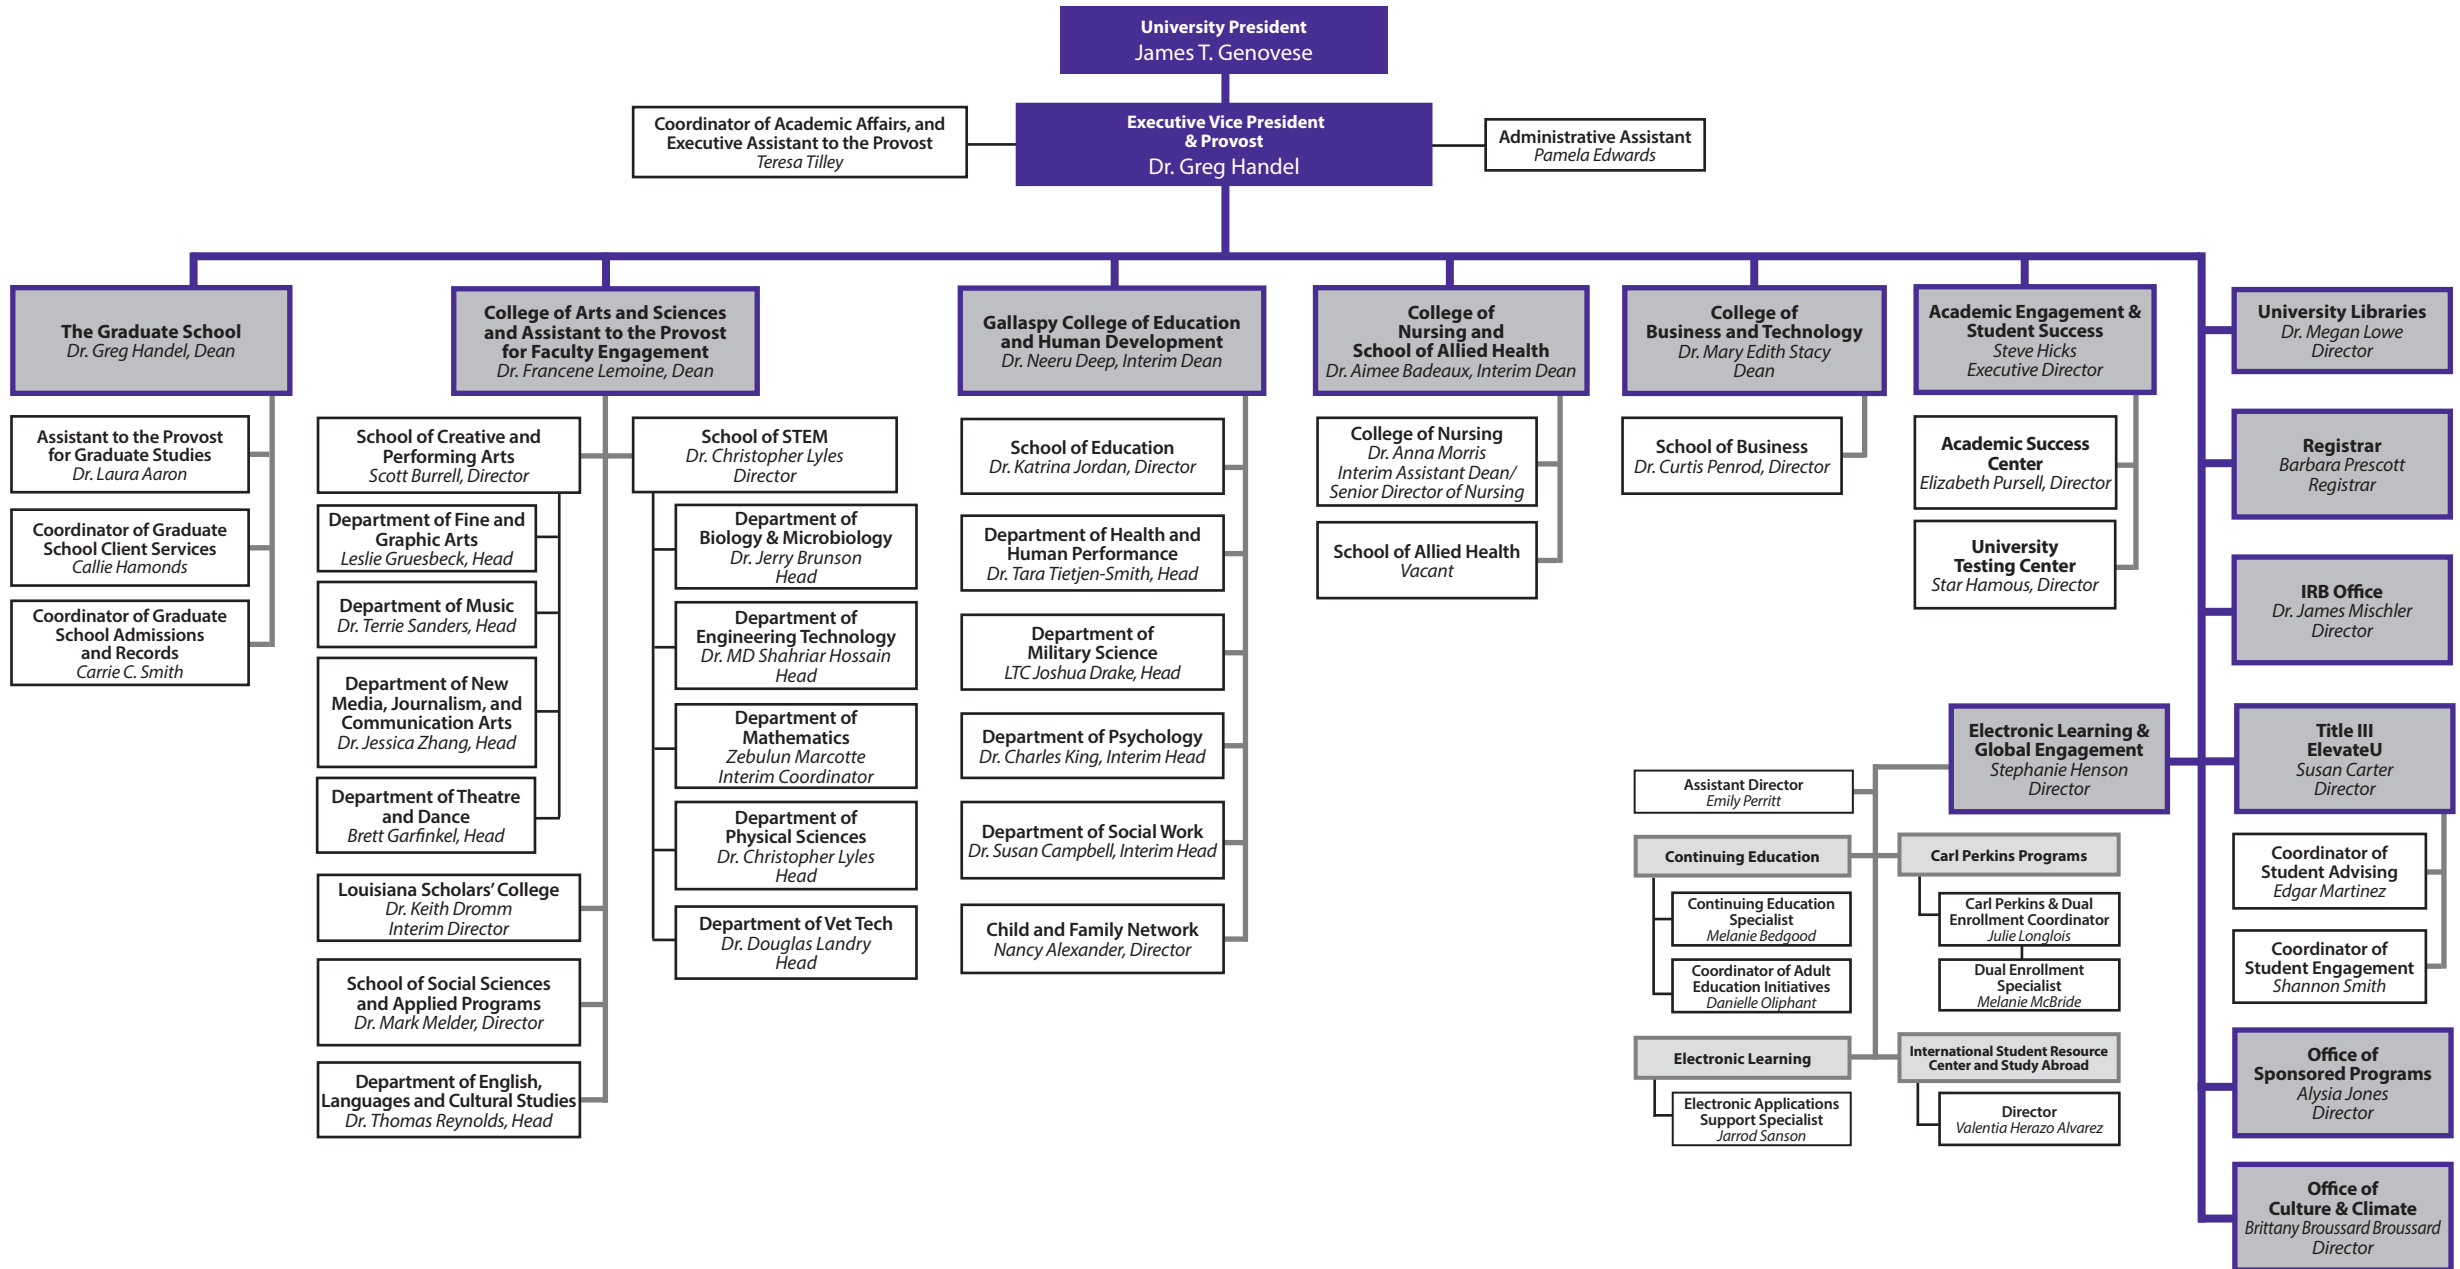 University President
James T. Genovese
Coordinator of Academic Affairs, and
Executive Assistant to the Provost
Teresa Tilley
Executive Vice President
& Provost
Dr. Greg Handel
Administrative Assistant
Pamela Edwards
The Graduate School
Dr. Greg Handel, Dean
Assistant to the Provost
for Graduate Studies
Dr. Laura Aaron
Coordinator of Graduate
School Client Services
Callie Hamonds
Coordinator of Graduate
School Admissions
and Records
Carrie C. Smith
College of Arts and Sciences
and Assistant to the Provost
for Faculty Engagement
Dr. Francene Lemoine, Dean
School of Creative and
Performing Arts
Scott Burrell, Director
Department of Fine and
Graphic Arts
Leslie Gruesbeck, Head
Department of Music
Dr. Terrie Sanders, Head
Department of New
Media, Journalism, and
Communication Arts
Dr. Jessica Zhang, Head
Department of Theatre
and Dance
Brett Garfinkel, Head
Louisiana Scholars’ College
Dr. Keith Dromm
Interim Director
School of Social Sciences
and Applied Programs
Dr. Mark Melder, Director
Department of English,
Languages and Cultural Studies
Dr. Thomas Reynolds, Head
School of STEM
Dr. Christopher Lyles
Director
Department of
Biology & Microbiology
Dr. Jerry Brunson
Head
Department of
Engineering Technology
Dr. MD Shahriar Hossain
Head
Department of
Mathematics
Zebulun Marcotte
Interim Coordinator
Department of
Physical Sciences
Dr. Christopher Lyles
Head
Department of Vet Tech
Dr. Douglas Landry
Head
Gallaspy College of Education
and Human Development
Dr. Neeru Deep, Interim Dean
School of Education
Dr. Katrina Jordan, Director
Department of Health and
Human Performance
Dr. Tara Tietjen-Smith, Head
Department of
Military Science
LTC Joshua Drake, Head
Department of Psychology
Dr. Charles King, Interim Head
Department of Social Work
Dr. Susan Campbell, Interim Head
Child and Family Network
Nancy Alexander, Director
College of
Nursing and
School of Allied Health
Dr. Aimee Badeaux, Interim Dean
College of Nursing
Dr. Anna Morris
Interim Assistant Dean/
Senior Director of Nursing
School of Allied Health
Vacant
College of
Business and Technology
Dr. Mary Edith Stacy
Dean
School of Business
Dr. Curtis Penrod, Director
Academic Engagement &
Student Success
Steve Hicks
Executive Director
Academic Success
Center
Elizabeth Pursell, Director
University
Testing Center
Star Hamous, Director
University Libraries
Dr. Megan Lowe
Director
Registrar
Barbara Prescott
Registrar
IRB Office
Dr. James Mischler
Director
Electronic Learning &
Global Engagement
Stephanie Henson
Director
Assistant Director
Emily Perritt
Continuing Education
Continuing Education
Specialist
Melanie Bedgood
Coordinator of Adult
Education Initiatives
Danielle Oliphant
Carl Perkins Programs
Carl Perkins & Dual
Enrollment Coordinator
Julie Longlois
Dual Enrollment
Specialist
Melanie McBride
Electronic Learning
Electronic Applications
Support Specialist
Jarrod Sanson
International Student Resource
Center and Study Abroad
Director
Valentia Herazo Alvarez
Title III
ElevateU
Susan Carter
Director
Coordinator of
Student Advising
Edgar Martinez
Coordinator of
Student Engagement
Shannon Smith
Office of
Sponsored Programs
Alysia Jones
Director
Office of
Culture & Climate
Brittany Broussard Broussard
Director